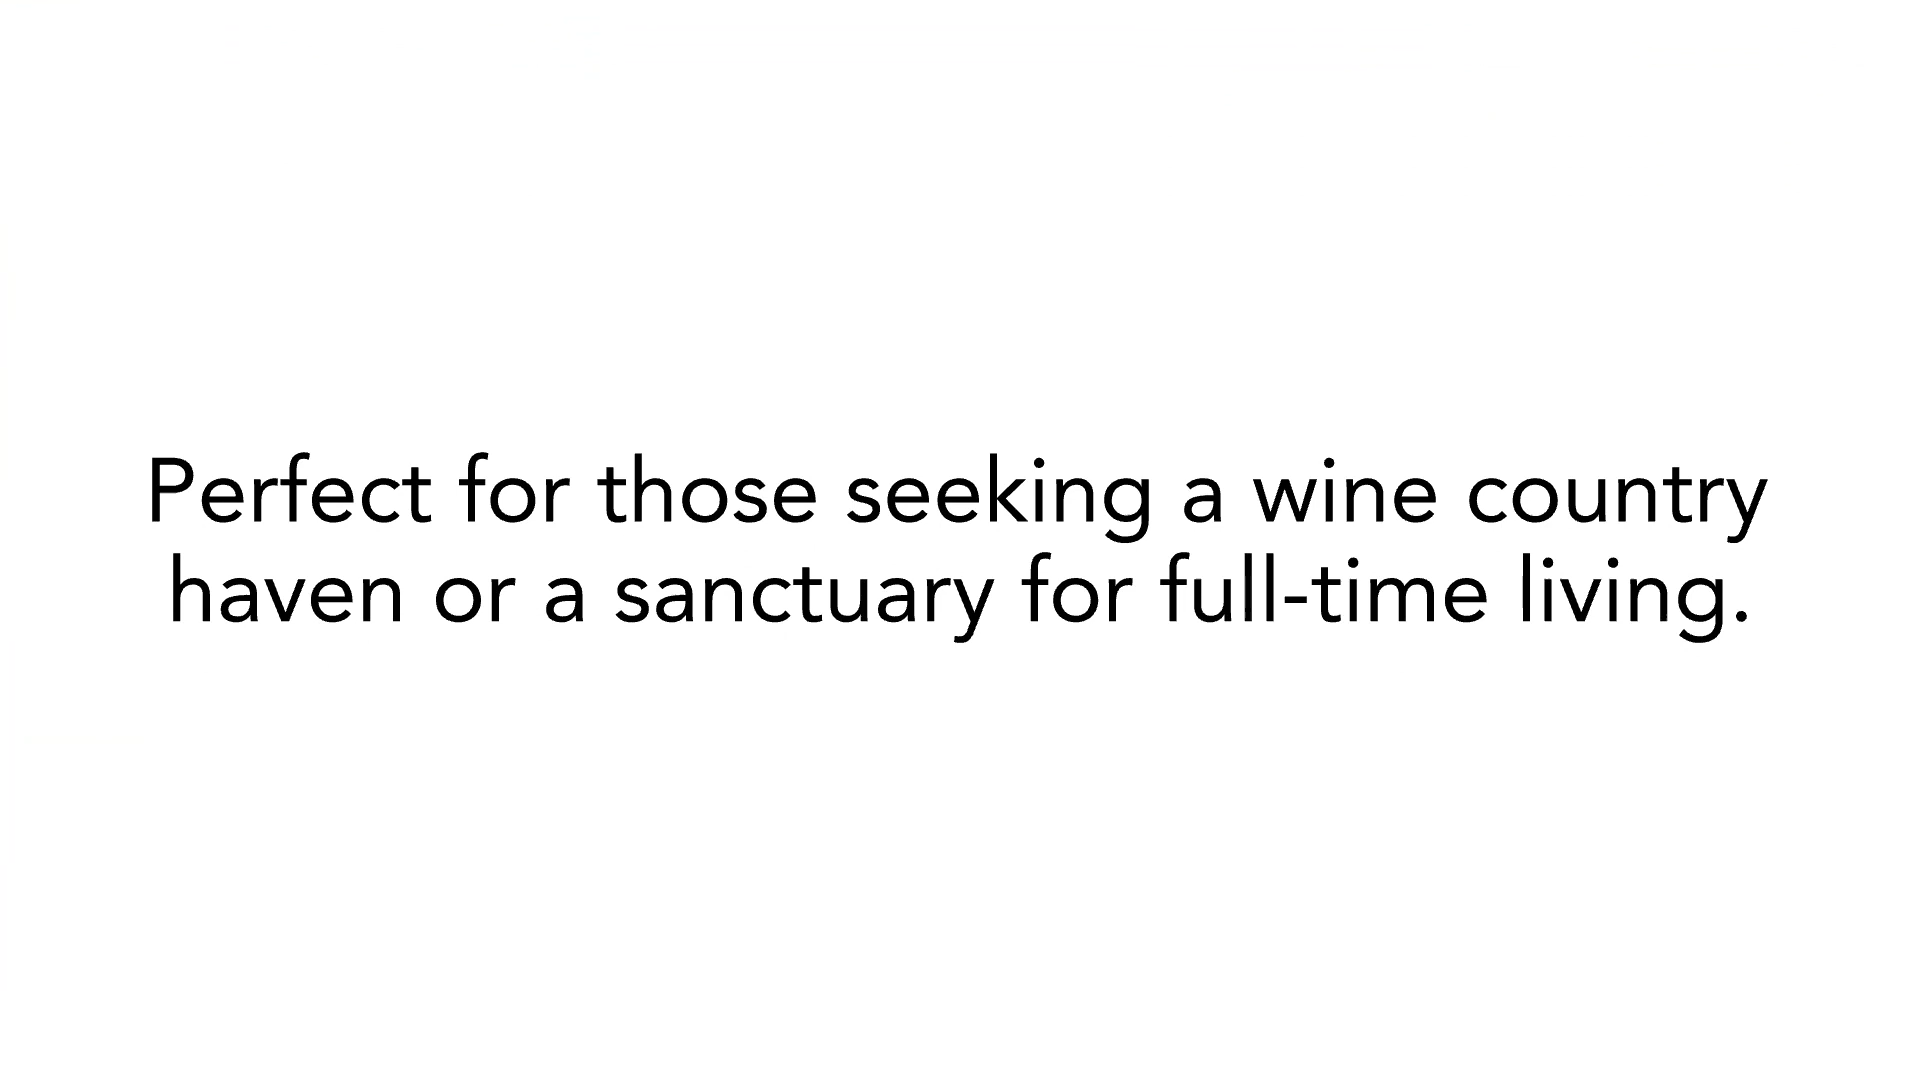 Perfect for those seeking a wine country
haven or a sanctuary for full-time living.